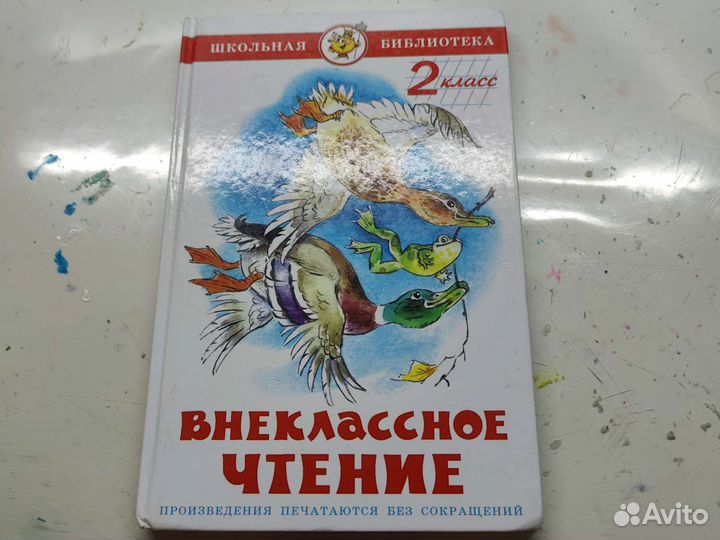 ШКОЛЬНАЯ БИБЛИОТЕКА
2 класс
ВНЕКЛАССНОЕ
ЧТЕНИЕ
ПРОИЗВЕДЕНИЯ ПЕЧАТАЮТСЯ БЕЗ СОКРАЩЕНИЙ
Avito